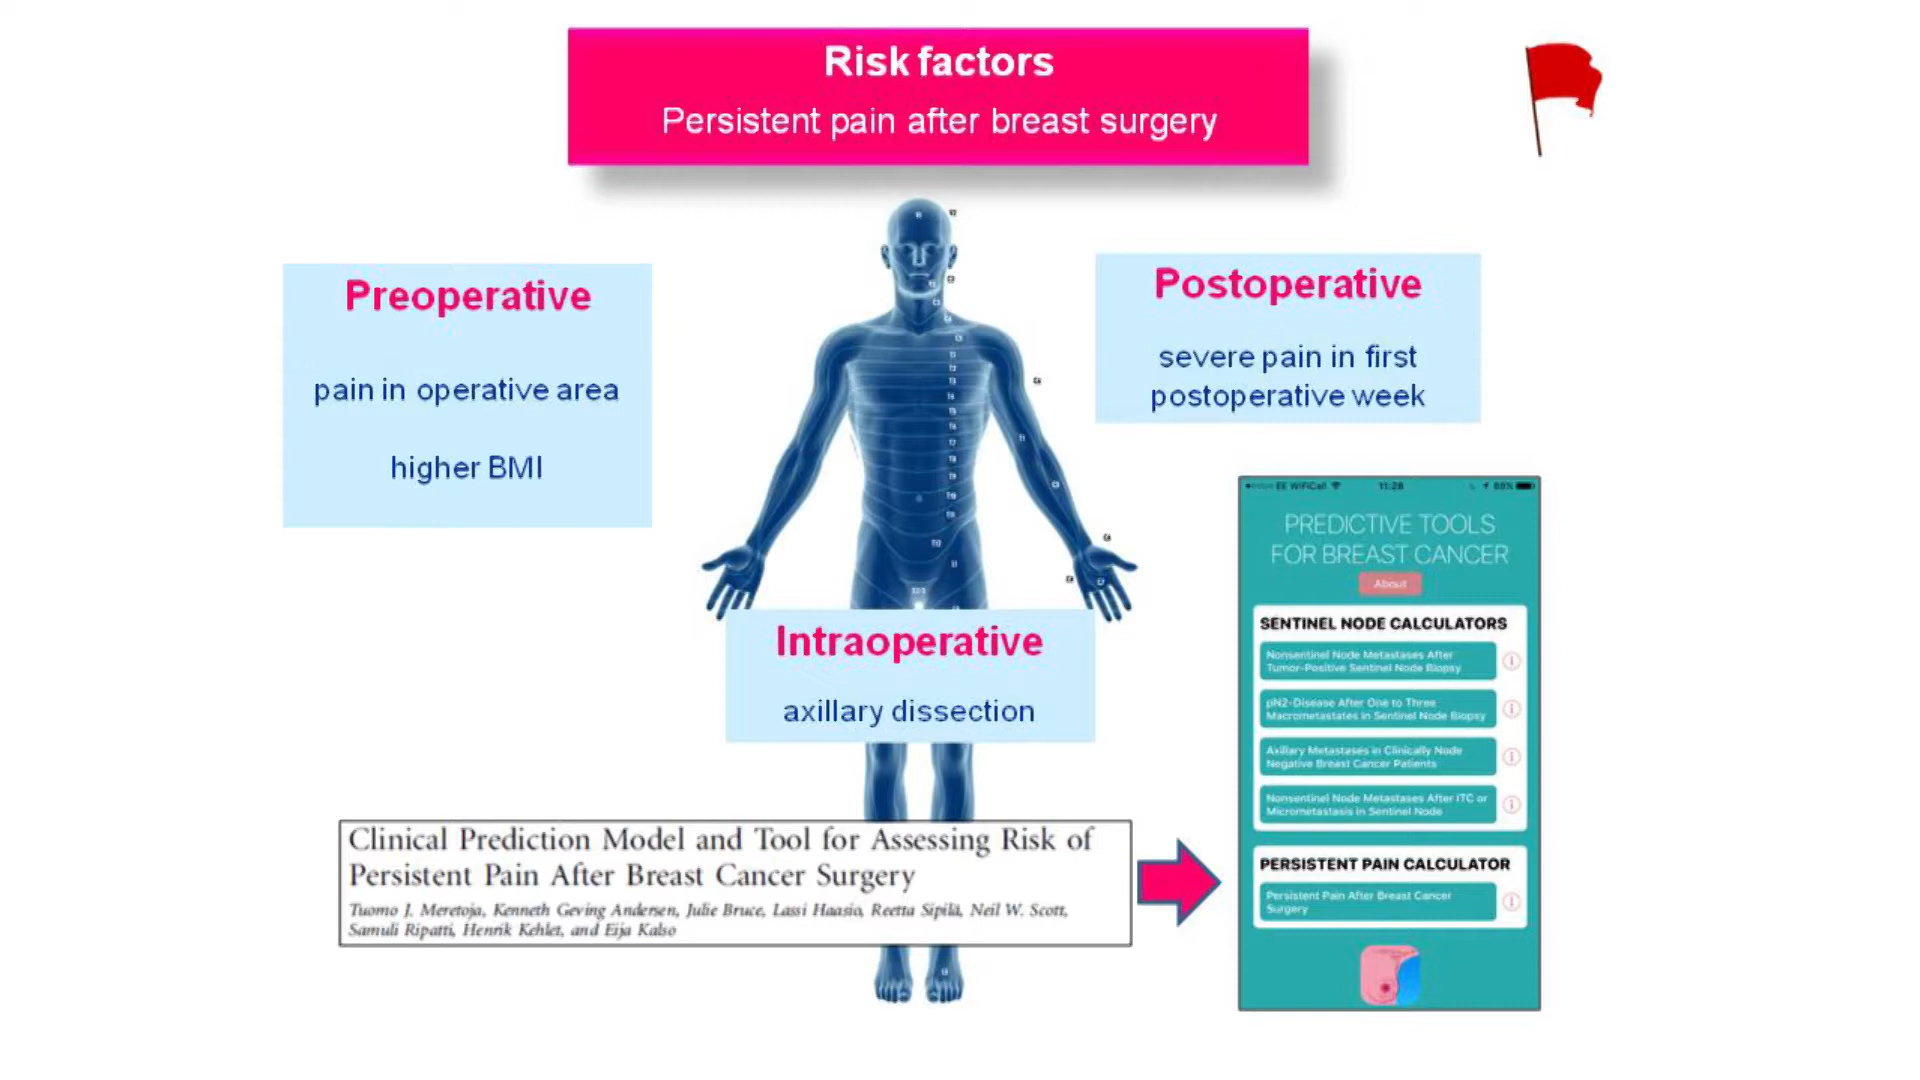 Risk factors
Persistent pain after breast surgery
Preoperative
pain in operative area
higher BMI
Postoperative
severe pain in first
postoperative week
Intraoperative
axillary dissection
Clinical Prediction Model and Tool for Assessing Risk of
Persistent Pain After Breast Cancer Surgery
Tuomo J. Meretoja, Kenneth Geving Andersen, Julie Bruce, Lassi Haasio, Reetta Sipilä, Neil W. Scott,
Samuli Ripatti, Henrik Kehlet, and Eija Kalso
EE WiFiCall 11:28 89%
PREDICTIVE TOOLS
FOR BREAST CANCER
About
SENTINEL NODE CALCULATORS
Nonsentinel Node Metastases After
Tumor-Positive Sentinel Node Biopsy
pN2-Disease After One to Three
Macrometastates in Sentinel Node Biopsy
Axillary Metastases in Clinically Node
Negative Breast Cancer Patients
Nonsentinel Node Metastases After ITC or
Micrometastasis in Sentinel Node
PERSISTENT PAIN CALCULATOR
Persistent Pain After Breast Cancer
Surgery